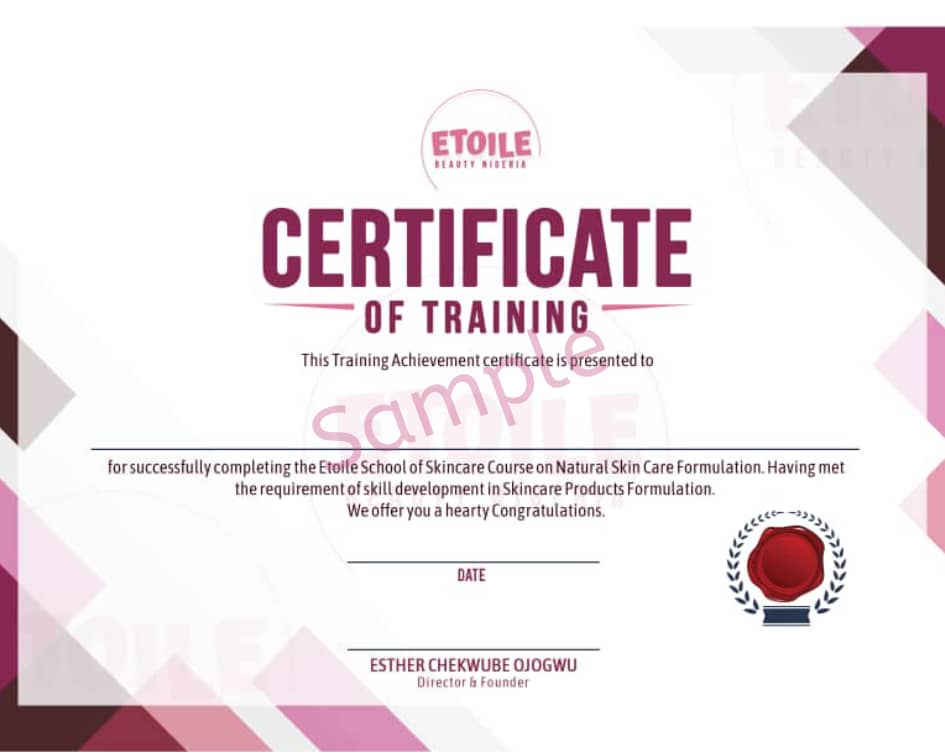 ETOILE
BEAUTY NIGERIA
CERTIFICATE
OF TRAINING
This Training Achievement certificate is presented to
Sample
ETOILE
for successfully completing the Etoile School of Skincare Course on Natural Skin Care Formulation. Having met
the requirement of skill development in Skincare Products Formulation.
We offer you a hearty Congratulations.
DATE
ESTHER CHEKWUBE OJOGWU
Director & Founder
ETOILE